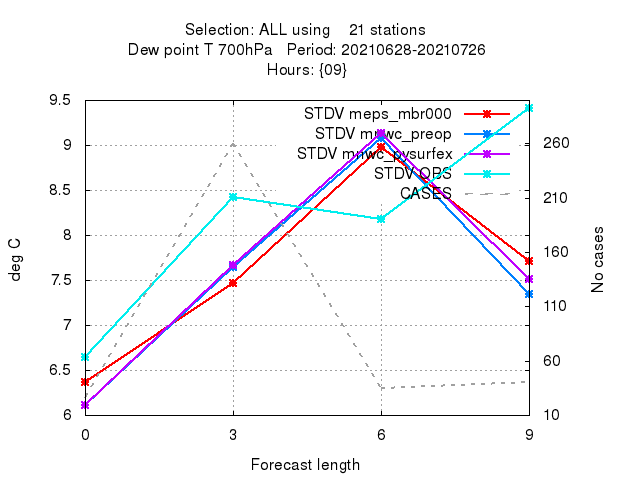 Selection: ALL using    21 stations
Dew point T 700hPa   Period: 20210628-20210726
Hours: {09}
9.5
9
8.5
8
7.5
7
6.5
6
deg C
STDV meps_mbr000
STDV mnwc_preop
STDV mnwc_pysurfex
STDV OPS
CASES
260
210
160
110
60
10
No cases
0 3 6 9
Forecast length